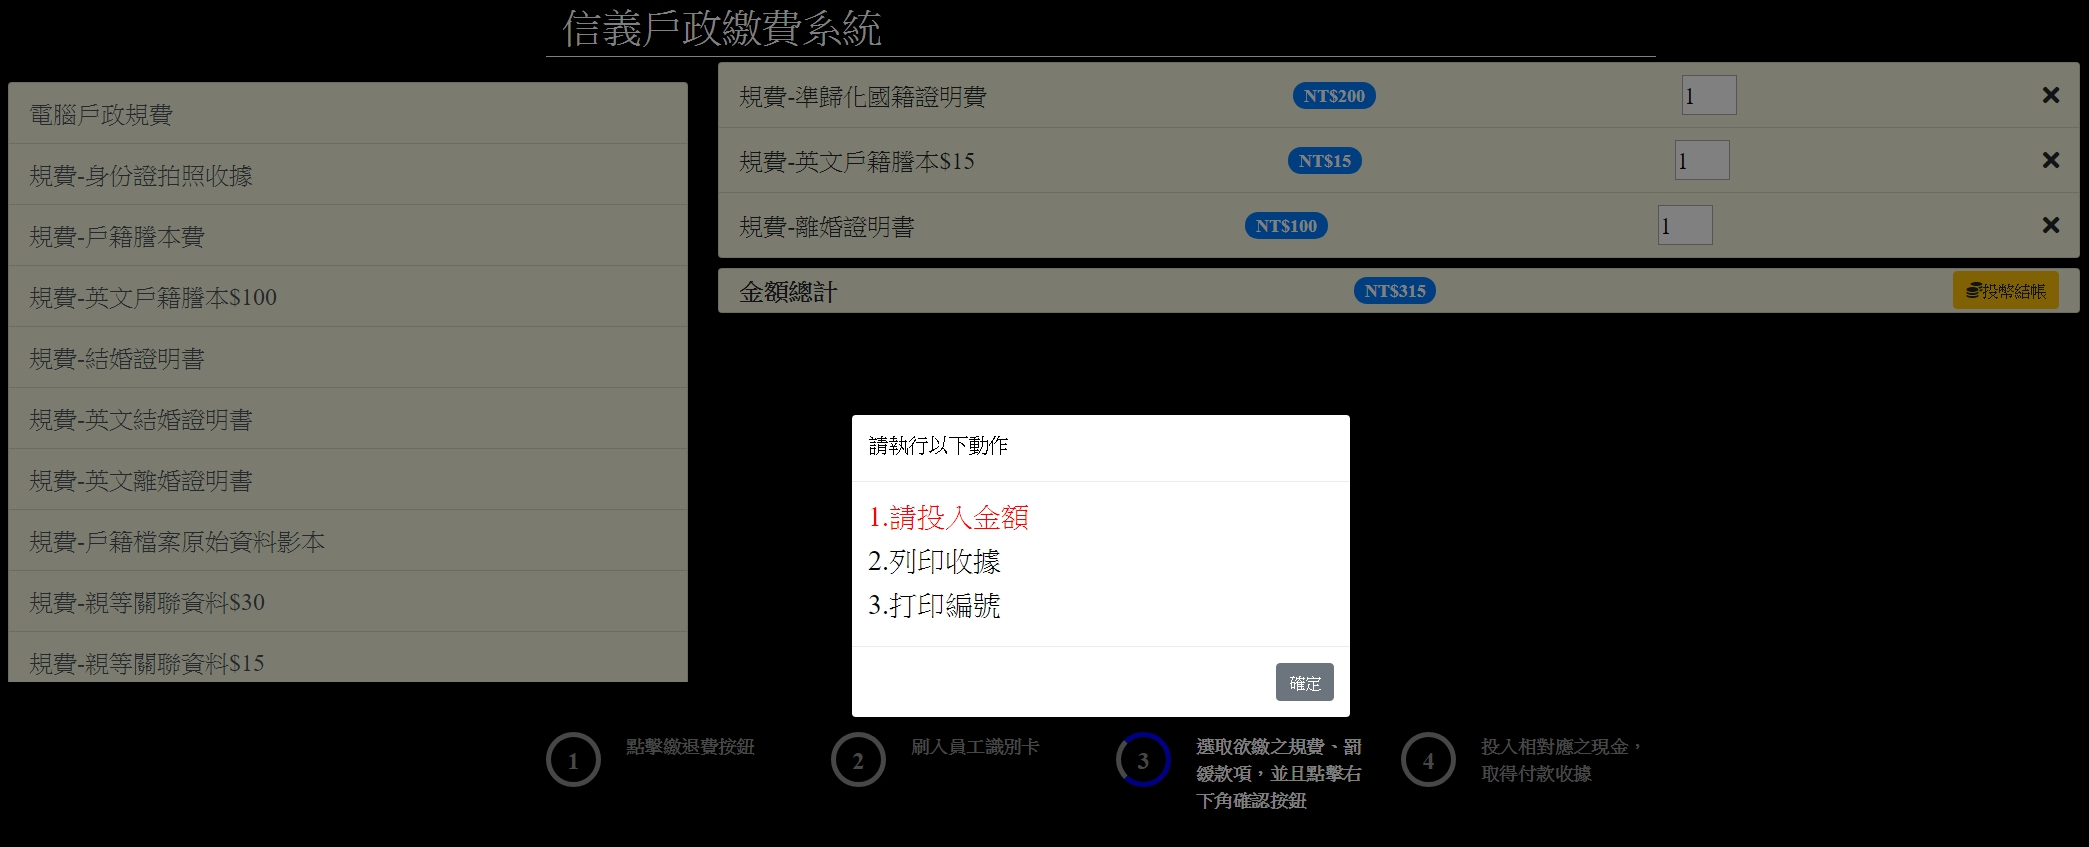 信義戶政繳費系統
電腦戶政規費
規費-身份證拍照收據
規費-戶籍謄本費
規費-英文戶籍謄本$100
規費-結婚證明書
規費-英文結婚證明書
規費-英文離婚證明書
規費-戶籍檔案原始資料影本
規費-親等關聯資料$30
規費-親等關聯資料$15
規費-準歸化國籍證明費 NT$200 1
規費-英文戶籍謄本$15 NT$15 1
規費-離婚證明書 NT$100 1
金額總計 NT$315 投幣結帳
請執行以下動作
1.請投入金額
2.列印收據
3.打印編號
確定
1 點擊繳退費按鈕
2 刷入員工識別卡
3 選取欲繳之規費、罰
緩款項，並且點擊右
下角確認按鈕
4 投入相對應之現金，
取得付款收據